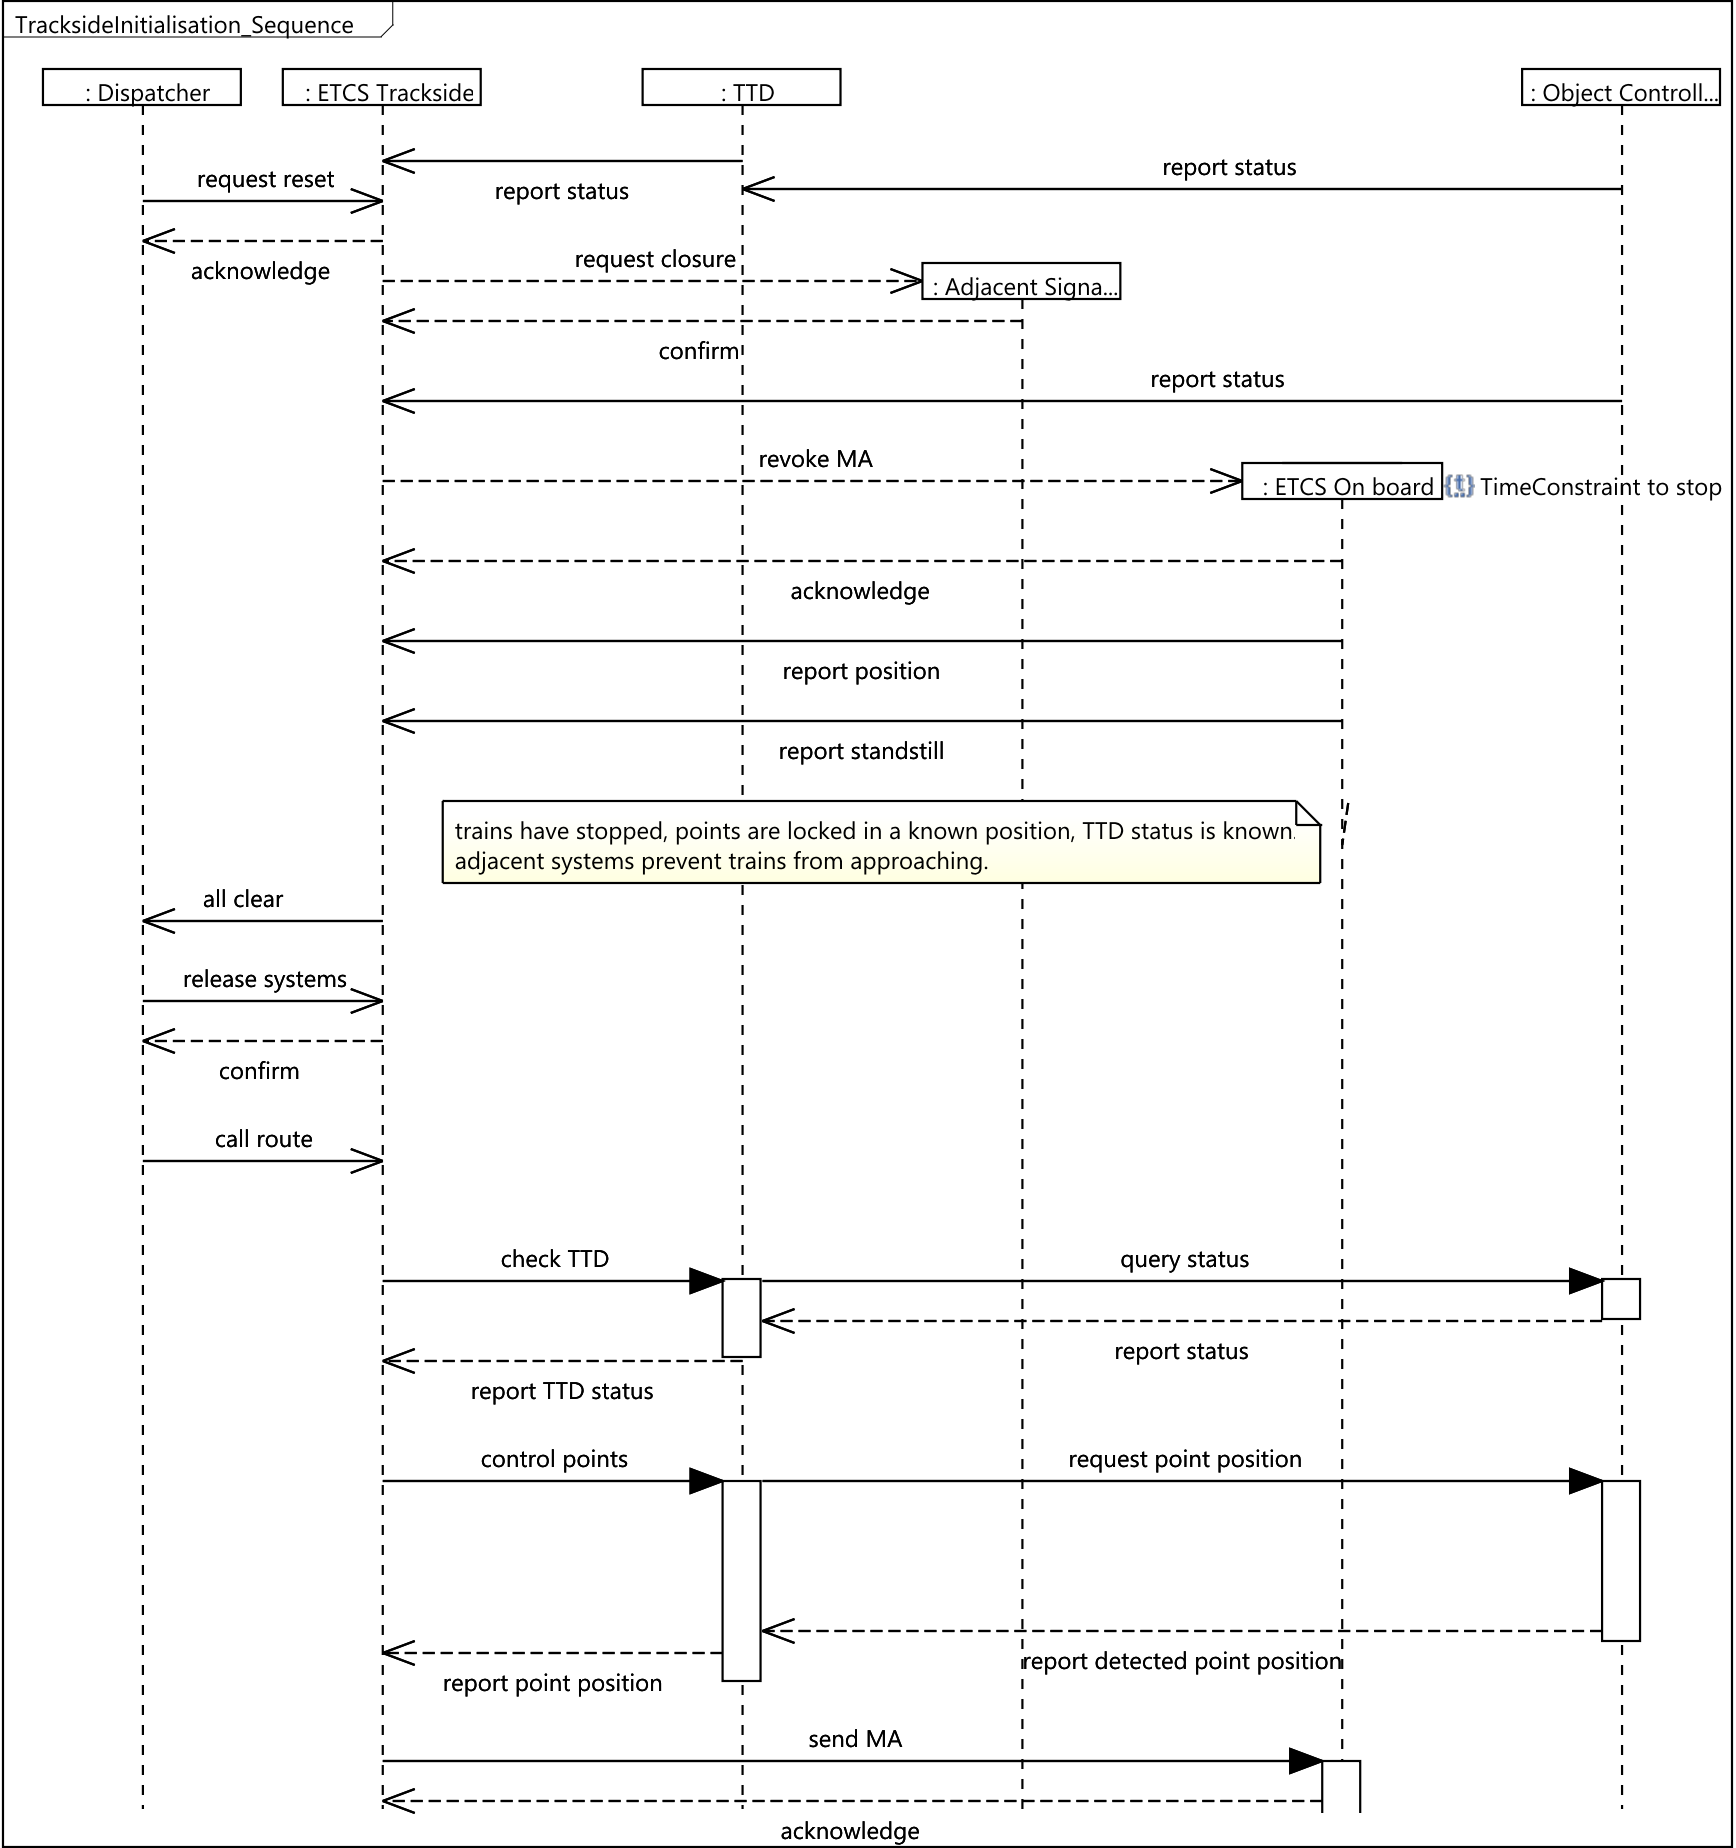 TracksideInitialisation_Sequence
: Dispatcher
: ETCS Trackside
: TTD
: Object Controll...
report status
request reset
report status
acknowledge
request closure
: Adjacent Signa...
confirm
report status
revoke MA
: ETCS On board
{t} TimeConstraint to stop
acknowledge
report position
report standstill
trains have stopped, points are locked in a known position, TTD status is known.
adjacent systems prevent trains from approaching.
all clear
release systems
confirm
call route
check TTD
query status
report status
report TTD status
control points
request point position
report detected point position
report point position
send MA
acknowledge